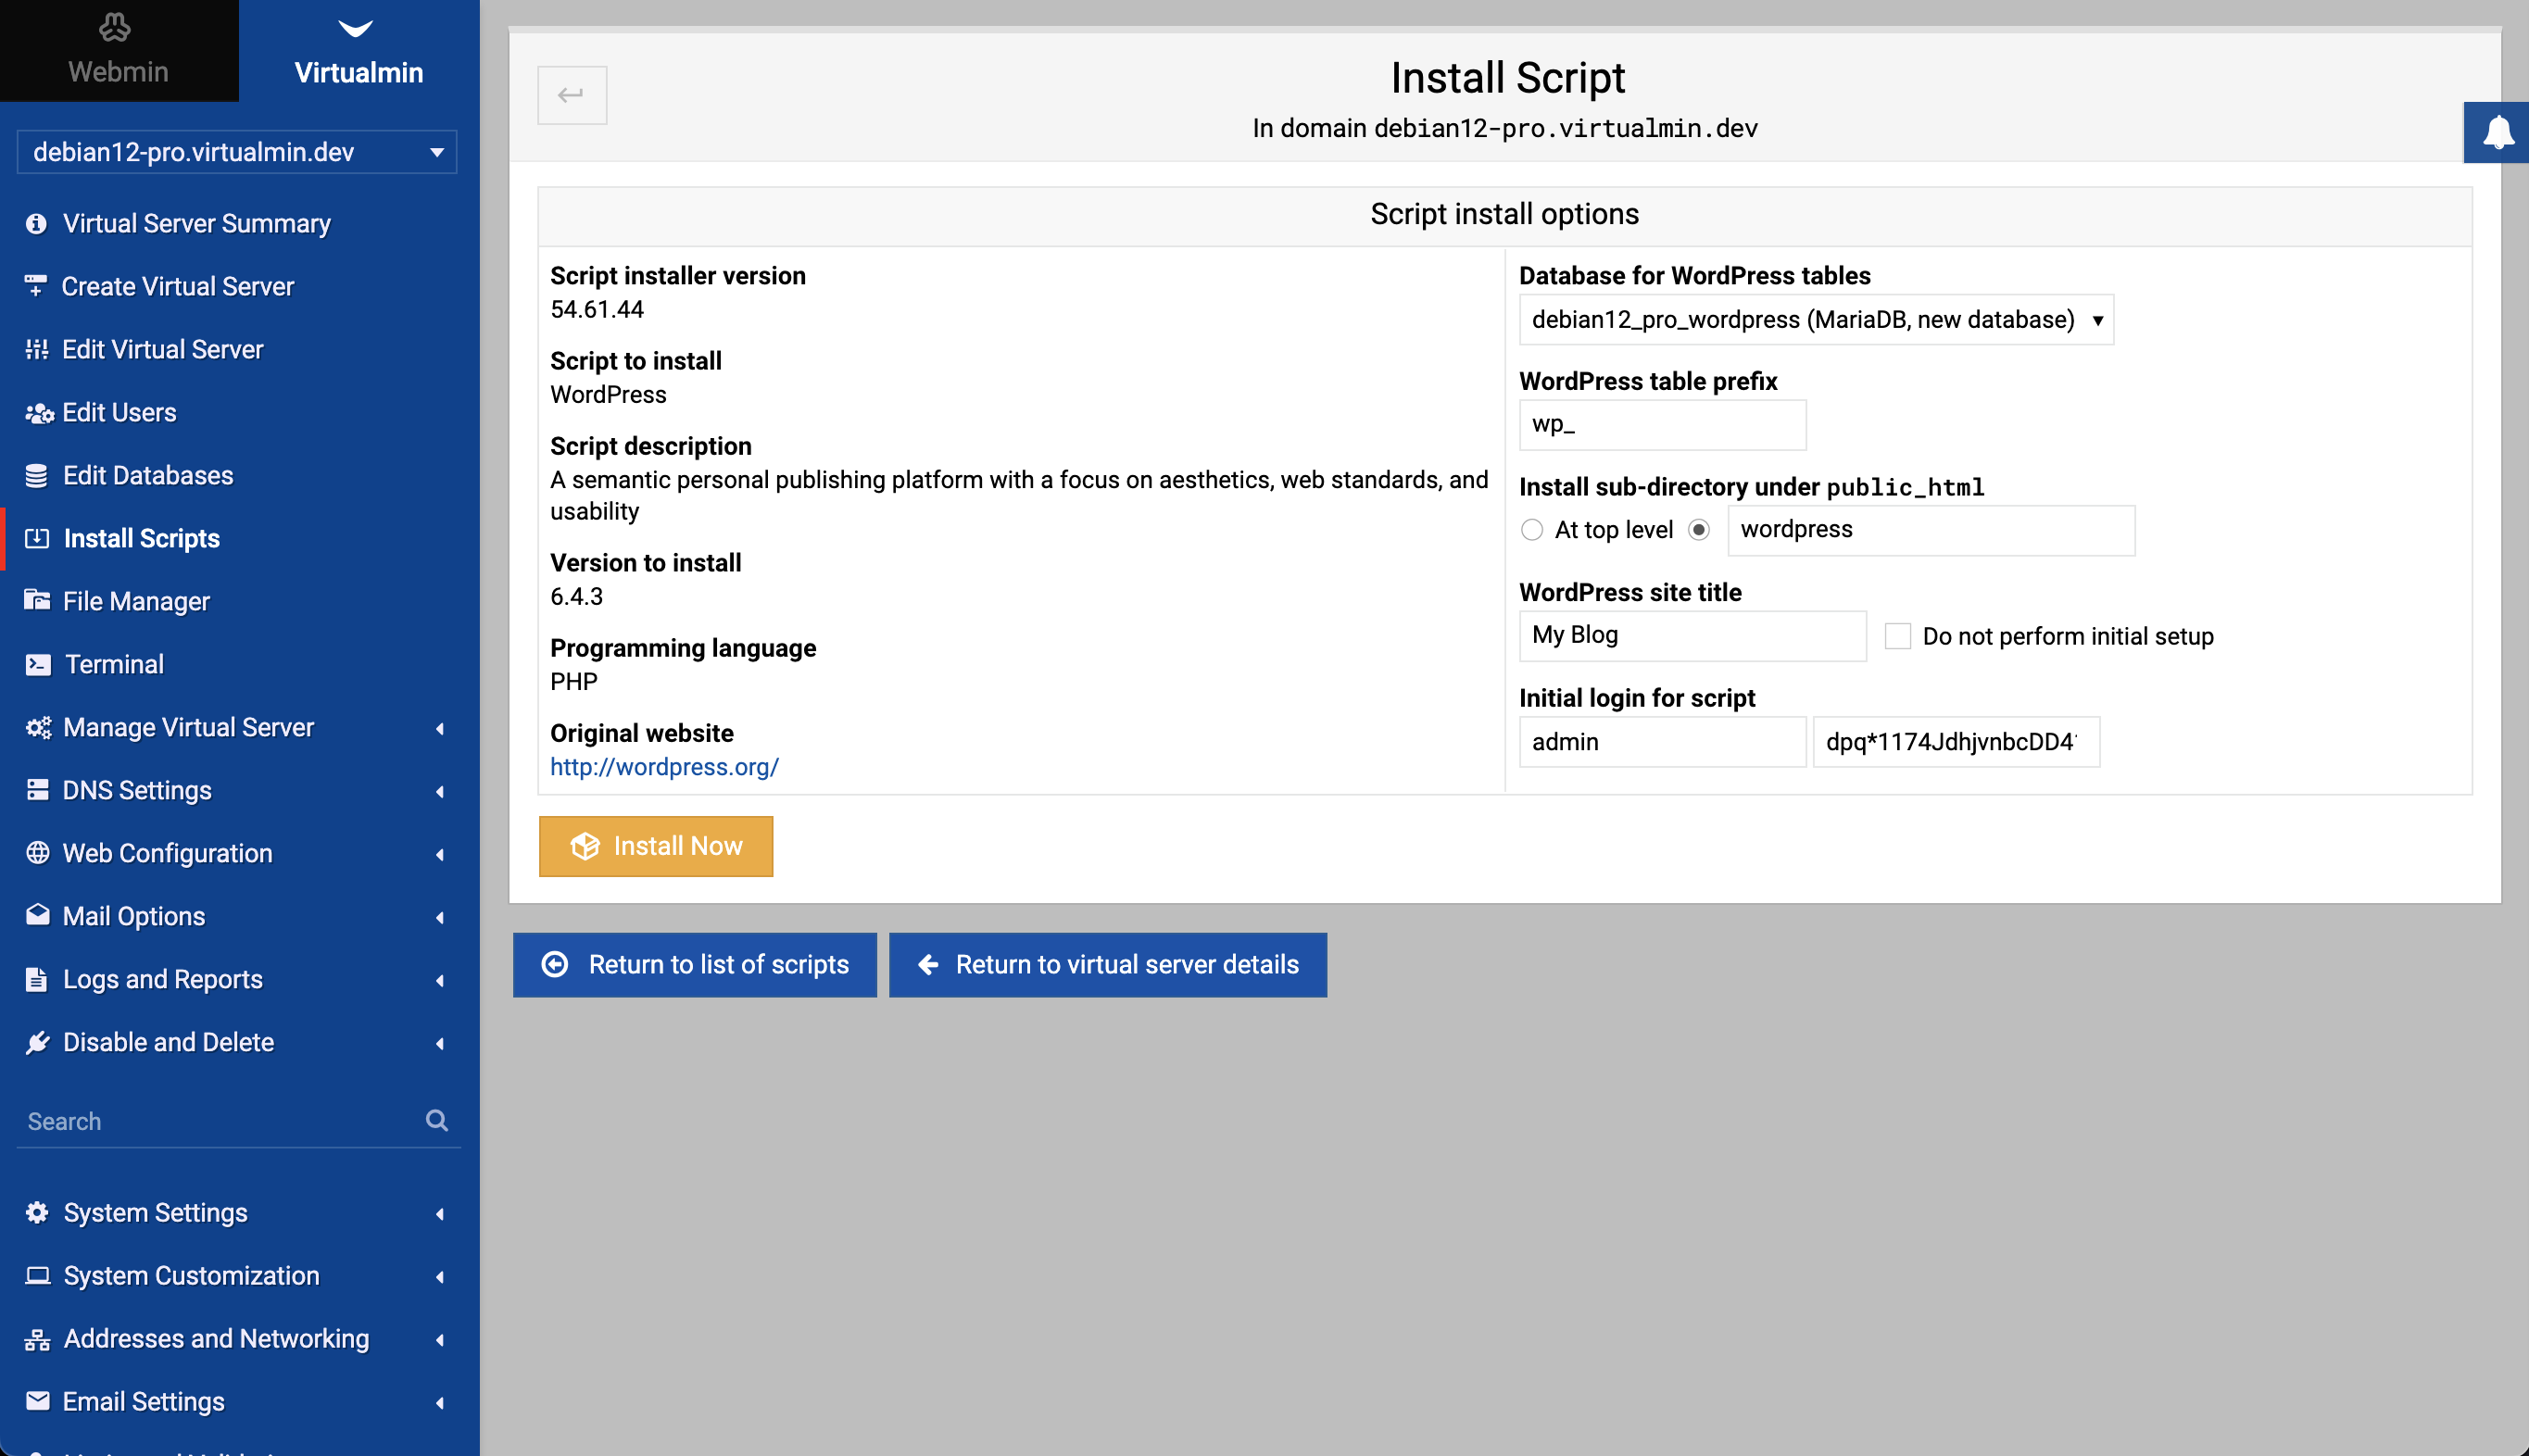 Webmin
Virtualmin
debian12-pro.virtualmin.dev
Virtual Server Summary
Create Virtual Server
Edit Virtual Server
Edit Users
Edit Databases
Install Scripts
File Manager
Terminal
Manage Virtual Server
DNS Settings
Web Configuration
Mail Options
Logs and Reports
Disable and Delete
Search
System Settings
System Customization
Addresses and Networking
Email Settings
Install Script
In domain debian12-pro.virtualmin.dev
Script install options
Script installer version
54.61.44
Script to install
WordPress
Script description
A semantic personal publishing platform with a focus on aesthetics, web standards, and
usability
Version to install
6.4.3
Programming language
PHP
Original website
http://wordpress.org/
Database for WordPress tables
debian12_pro_wordpress (MariaDB, new database)
WordPress table prefix
wp_
Install sub-directory under public_html
At top level wordpress
WordPress site title
My Blog Do not perform initial setup
Initial login for script
admin dpq*1174JdhjvnbcDD4
Install Now
Return to list of scripts Return to virtual server details